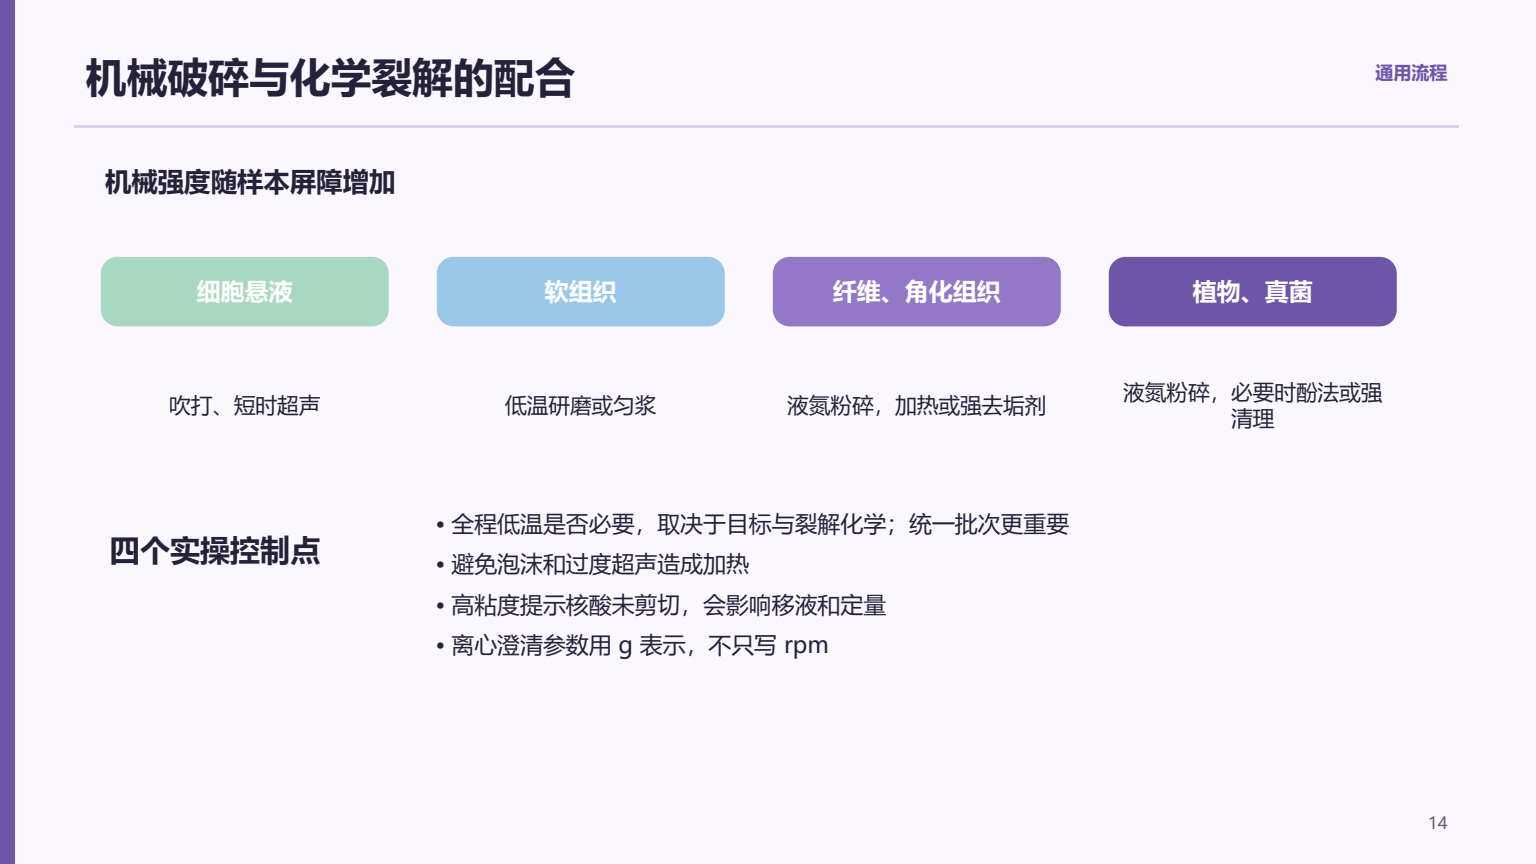 机械破碎与化学裂解的配合
通用流程
机械强度随样本屏障增加
细胞悬液
软组织
纤维、角化组织
植物、真菌
吹打、短时超声
低温研磨或匀浆
液氮粉碎，加热或强去垢剂
液氮粉碎，必要时酚法或强
清理
四个实操控制点
• 全程低温是否必要，取决于目标与裂解化学；统一批次更重要
• 避免泡沫和过度超声造成加热
• 高粘度提示核酸未剪切，会影响移液和定量
• 离心澄清参数用 g 表示，不只写 rpm
14